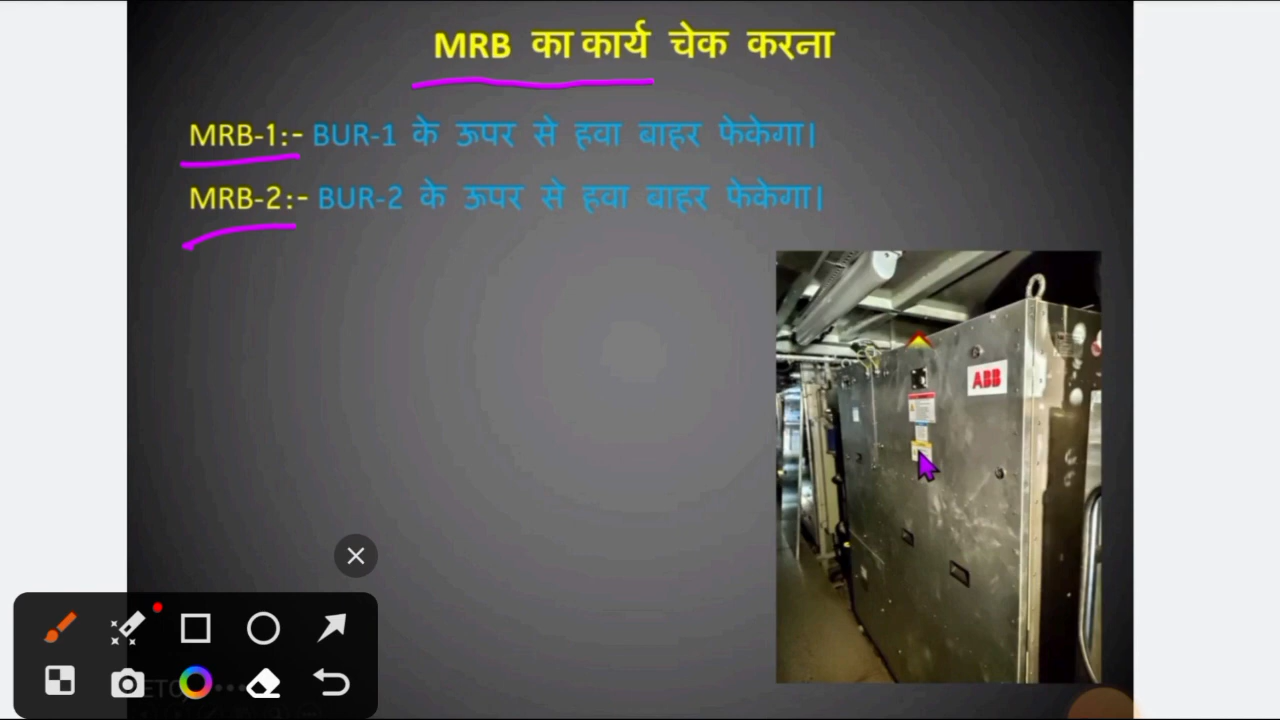 MRB का कार्य चेक करना
MRB-1:- BUR-1 के ऊपर से हवा बाहर फेकेगा।
MRB-2:- BUR-2 के ऊपर से हवा बाहर फेकेगा।
ABB